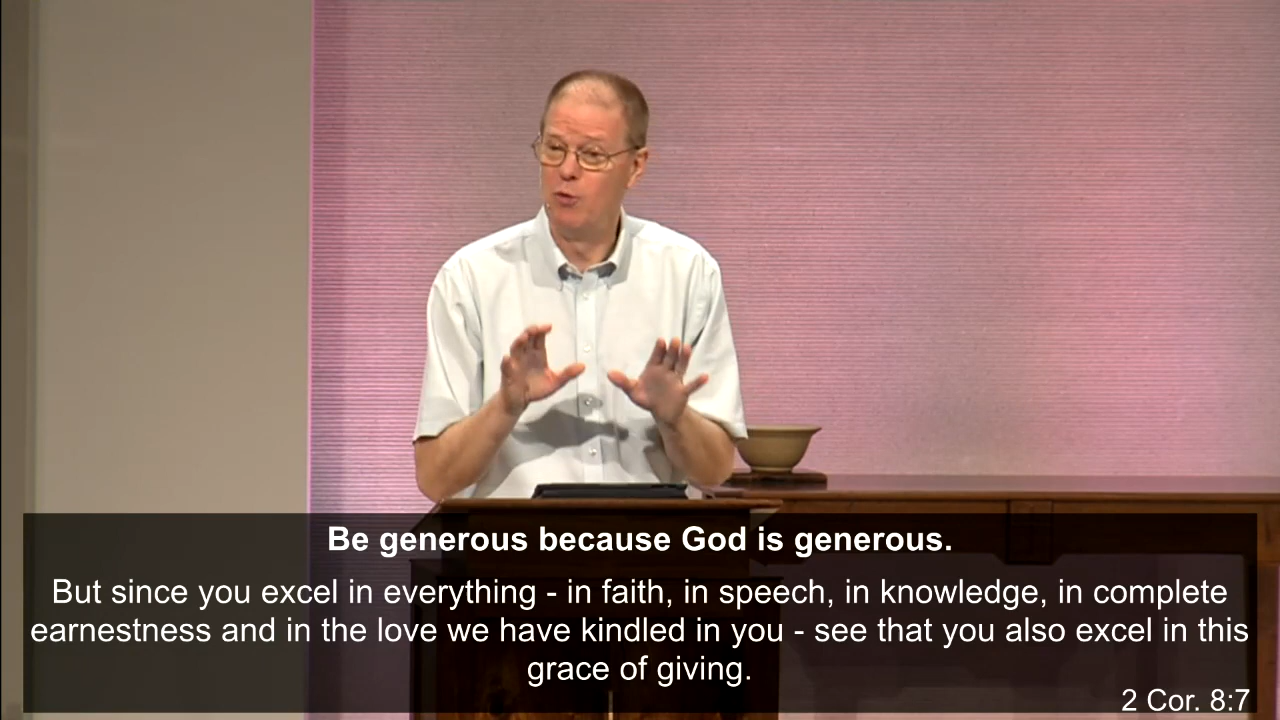 Be generous because God is generous.
But since you excel in everything - in faith, in speech, in knowledge, in complete
earnestness and in the love we have kindled in you - see that you also excel in this
grace of giving.
2 Cor. 8:7